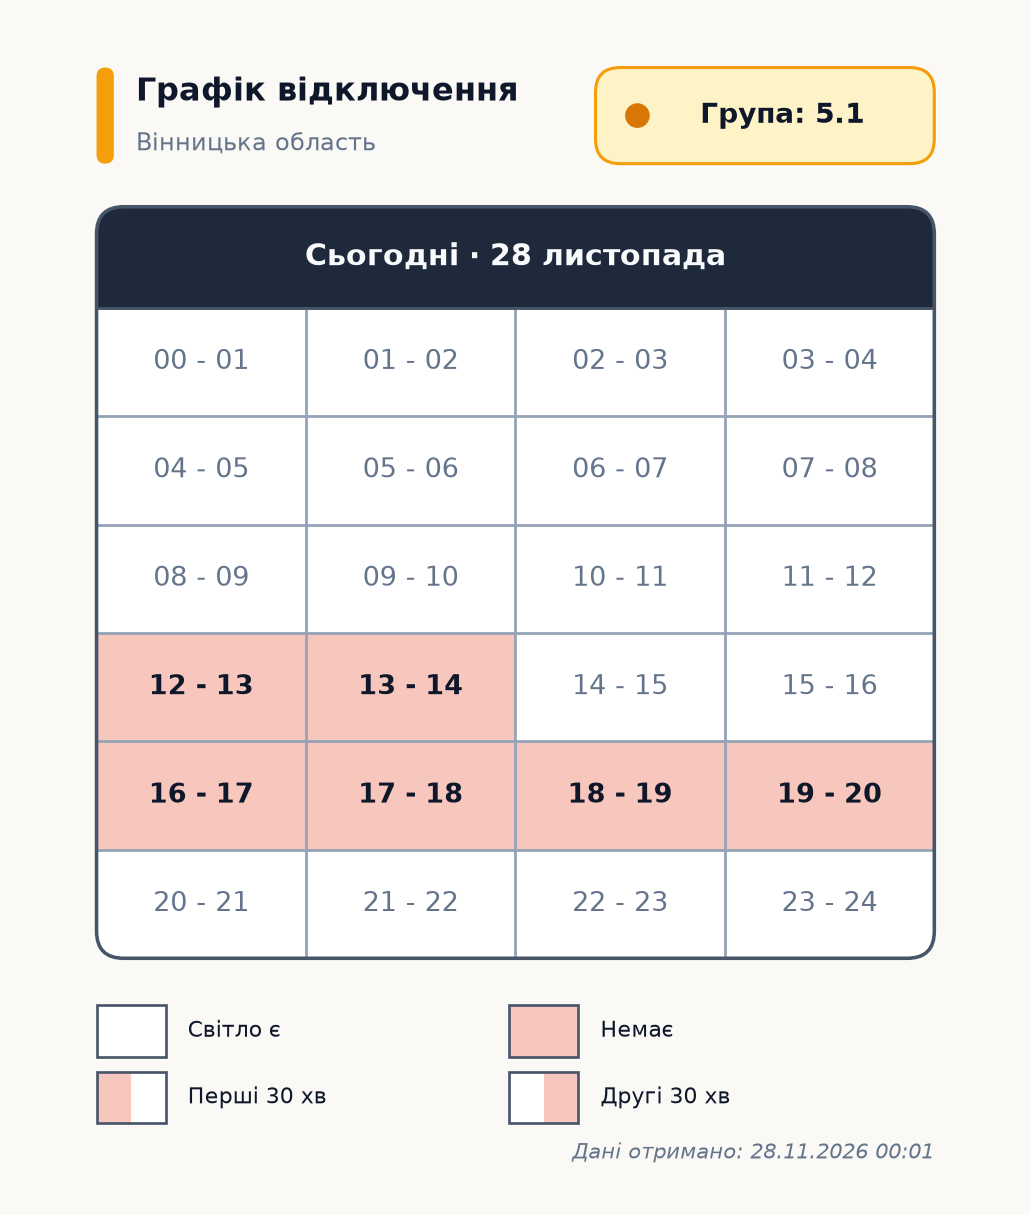 Графік відключення
Вінницька область
Група: 5.1
Сьогодні · 28 листопада
00 - 01 01 - 02 02 - 03 03 - 04
04 - 05 05 - 06 06 - 07 07 - 08
08 - 09 09 - 10 10 - 11 11 - 12
12 - 13 13 - 14 14 - 15 15 - 16
16 - 17 17 - 18 18 - 19 19 - 20
20 - 21 21 - 22 22 - 23 23 - 24
Світло є Немає
Перші 30 хв Другі 30 хв
Дані отримано: 28.11.2026 00:01